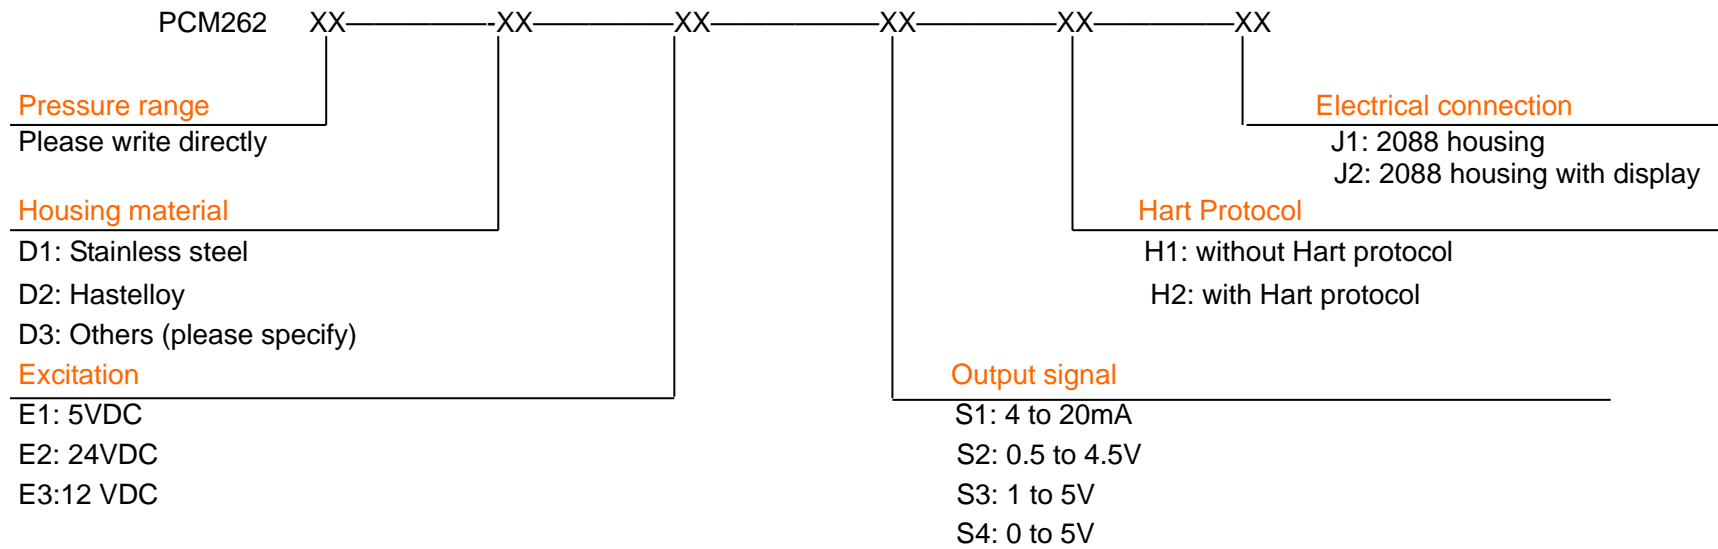 PCM262 XX——————-XX——————XX———————XX——————XX——————XX
Pressure range
Please write directly
Electrical connection
J1: 2088 housing
J2: 2088 housing with display
Housing material
D1: Stainless steel
D2: Hastelloy
D3: Others (please specify)
Hart Protocol
H1: without Hart protocol
H2: with Hart protocol
Excitation
E1: 5VDC
E2: 24VDC
E3:12 VDC
Output signal
S1: 4 to 20mA
S2: 0.5 to 4.5V
S3: 1 to 5V
S4: 0 to 5V